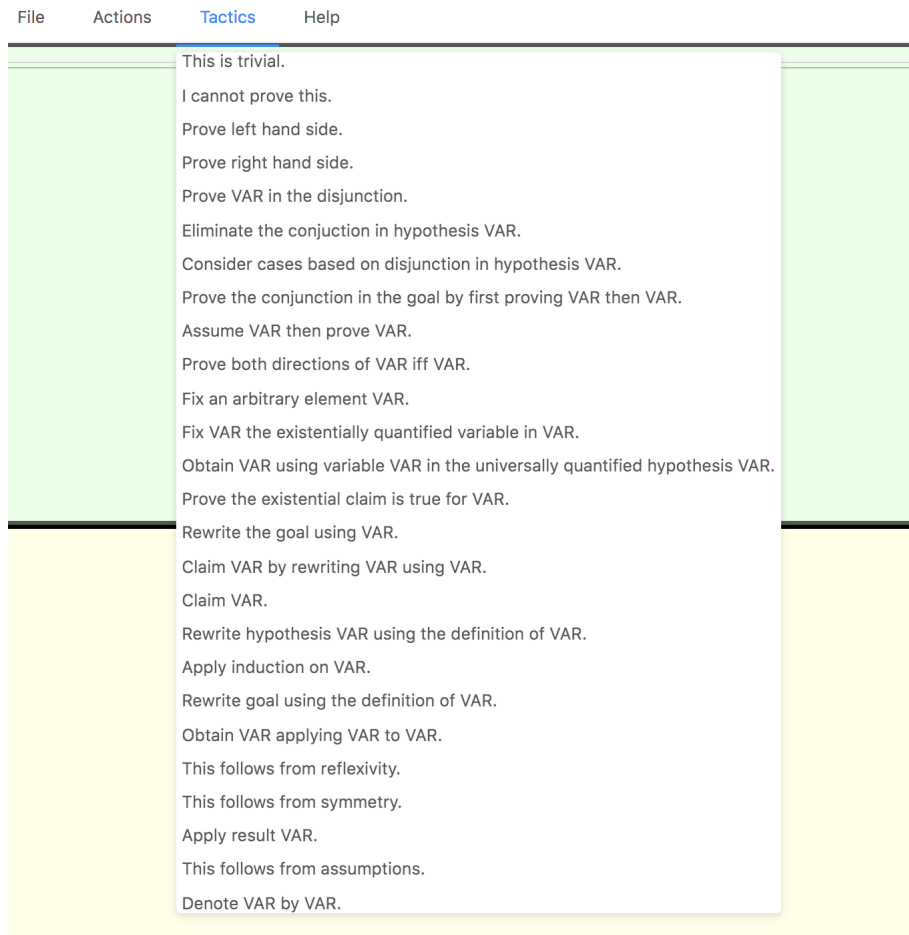 File Actions Tactics Help
This is trivial.
I cannot prove this.
Prove left hand side.
Prove right hand side.
Prove VAR in the disjunction.
Eliminate the conjuction in hypothesis VAR.
Consider cases based on disjunction in hypothesis VAR.
Prove the conjunction in the goal by first proving VAR then VAR.
Assume VAR then prove VAR.
Prove both directions of VAR iff VAR.
Fix an arbitrary element VAR.
Fix VAR the existentially quantified variable in VAR.
Obtain VAR using variable VAR in the universally quantified hypothesis VAR.
Prove the existential claim is true for VAR.
Rewrite the goal using VAR.
Claim VAR by rewriting VAR using VAR.
Claim VAR.
Rewrite hypothesis VAR using the definition of VAR.
Apply induction on VAR.
Rewrite goal using the definition of VAR.
Obtain VAR applying VAR to VAR.
This follows from reflexivity.
This follows from symmetry.
Apply result VAR.
This follows from assumptions.
Denote VAR by VAR.